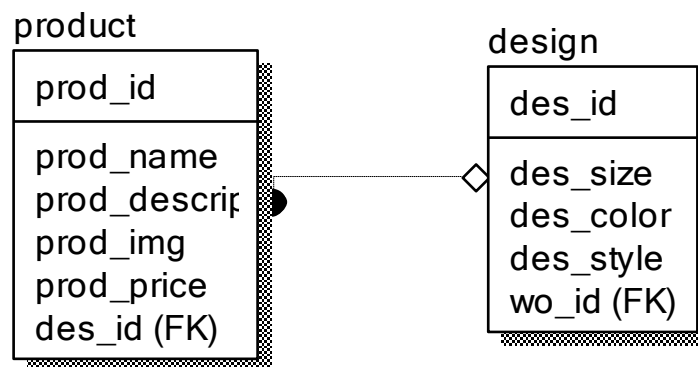 product
prod_id
prod_name
prod_descrip
prod_img
prod_price
des_id (FK)
design
des_id
des_size
des_color
des_style
wo_id (FK)